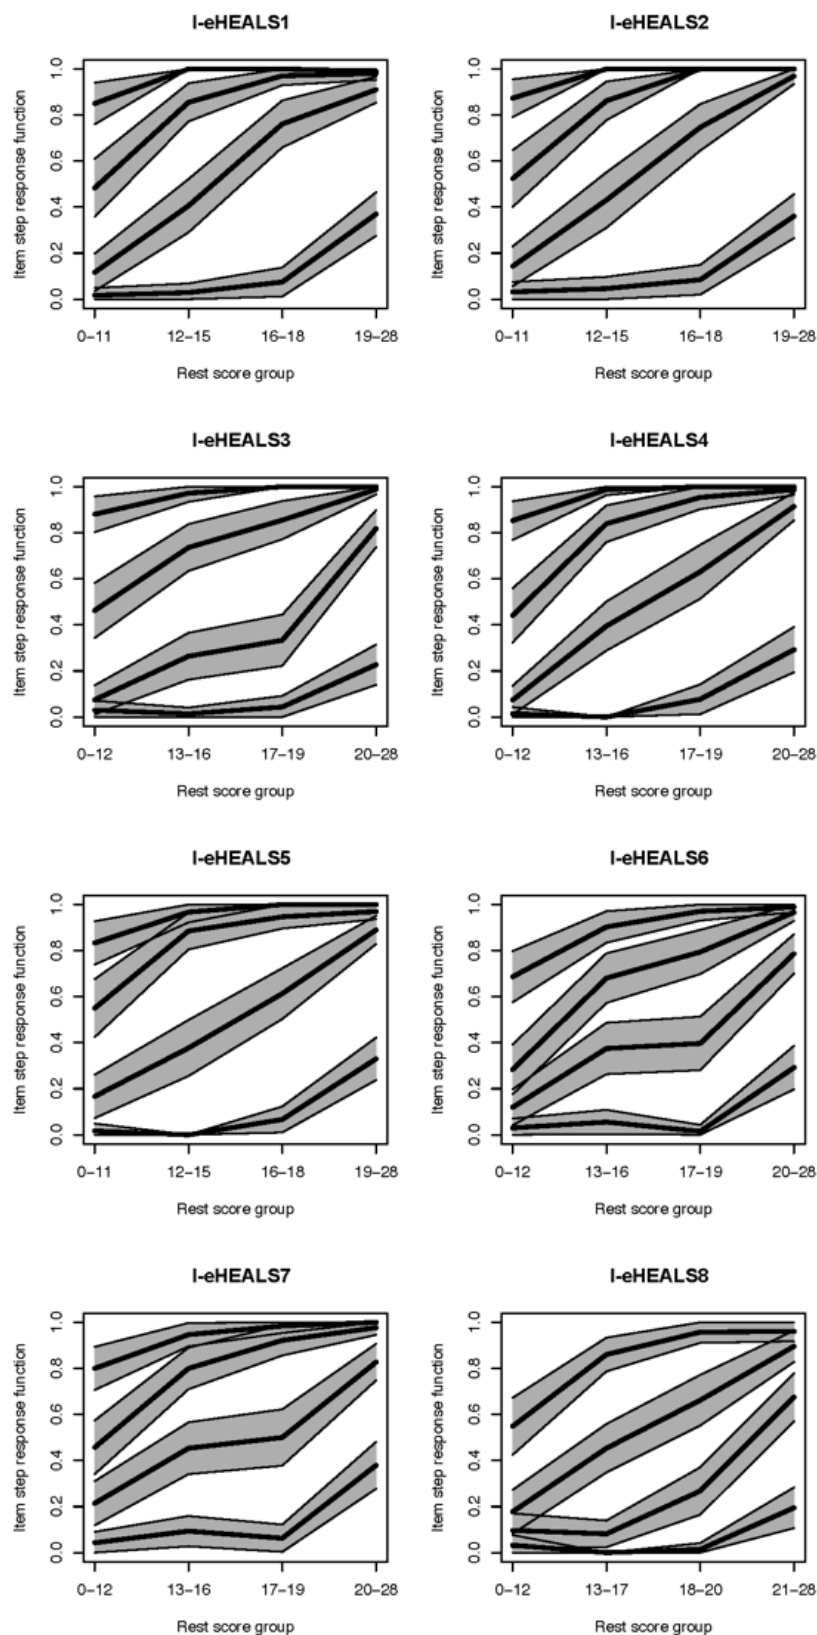 I-eHEALS1
Item step response function
1.0
0.8
0.6
0.4
0.2
0.0
0-11 12-15 16-18 19-28
Rest score group
I-eHEALS2
Item step response function
1.0
0.8
0.6
0.4
0.2
0.0
0-11 12-15 16-18 19-28
Rest score group
I-eHEALS3
Item step response function
1.0
0.8
0.6
0.4
0.2
0.0
0-12 13-16 17-19 20-28
Rest score group
I-eHEALS4
Item step response function
1.0
0.8
0.6
0.4
0.2
0.0
0-12 13-16 17-19 20-28
Rest score group
I-eHEALS5
Item step response function
1.0
0.8
0.6
0.4
0.2
0.0
0-11 12-15 16-18 19-28
Rest score group
I-eHEALS6
Item step response function
1.0
0.8
0.6
0.4
0.2
0.0
0-12 13-16 17-19 20-28
Rest score group
I-eHEALS7
Item step response function
1.0
0.8
0.6
0.4
0.2
0.0
0-12 13-16 17-19 20-28
Rest score group
I-eHEALS8
Item step response function
1.0
0.8
0.6
0.4
0.2
0.0
0-12 13-17 18-20 21-28
Rest score group